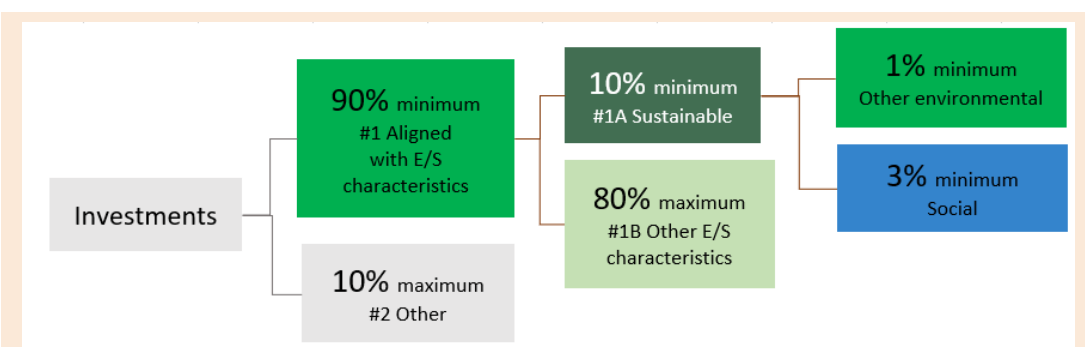 Investments
90% minimum
#1 Aligned
with E/S
characteristics
10% maximum
#2 Other
10% minimum
#1A Sustainable
80% maximum
#1B Other E/S
characteristics
1% minimum
Other environmental
3% minimum
Social